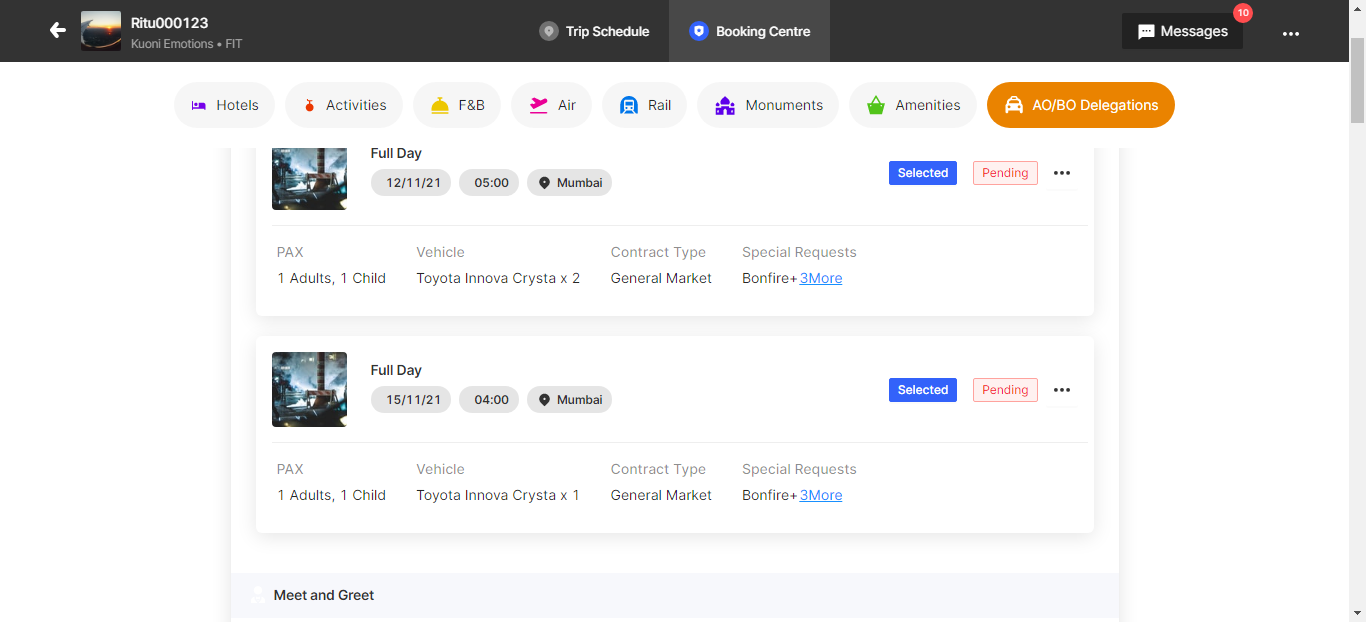 Ritu000123
Kuoni Emotions • FIT
Trip Schedule
Booking Centre
Messages
10
Hotels
Activities
F&B
Air
Rail
Monuments
Amenities
AO/BO Delegations
Full Day
12/11/21
05:00
Mumbai
Selected
Pending
PAX
Vehicle
Contract Type
Special Requests
1 Adults, 1 Child
Toyota Innova Crysta x 2
General Market
Bonfire+3More
Full Day
15/11/21
04:00
Mumbai
Selected
Pending
PAX
Vehicle
Contract Type
Special Requests
1 Adults, 1 Child
Toyota Innova Crysta x 1
General Market
Bonfire+3More
Meet and Greet